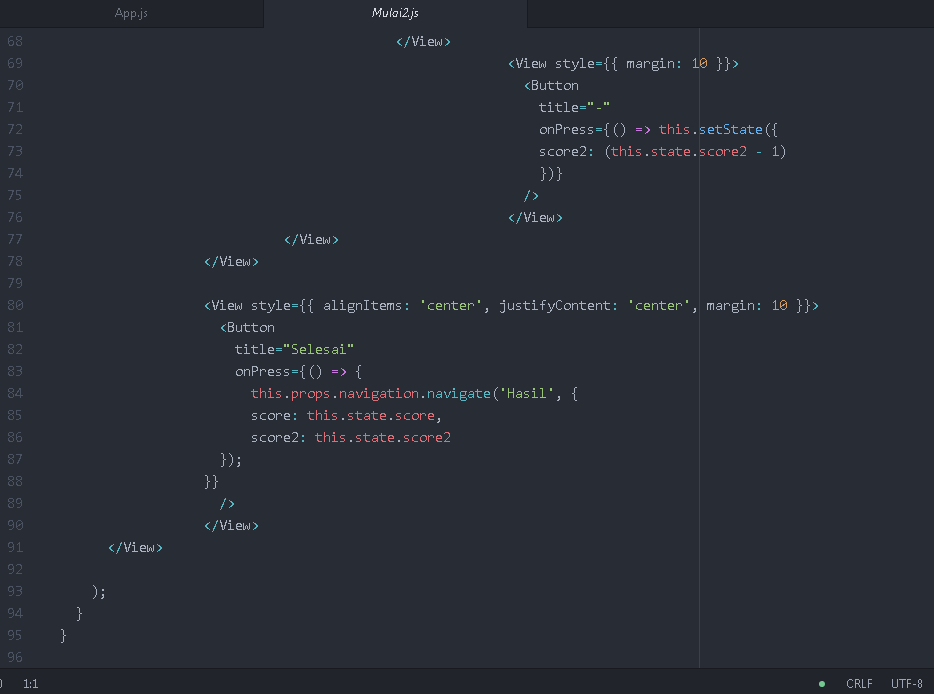 App.js
Mulai2.js
68 </View>
69 <View style={{ margin: 10 }}>
70 <Button
71 title="-"
72 onPress={() => this.setState({
73 score2: (this.state.score2 - 1)
74 })}
75 />
76 </View>
77 </View>
78 </View>
79
80 <View style={{ alignItems: 'center', justifyContent: 'center', margin: 10 }}>
81 <Button
82 title="Selesai"
83 onPress={() => {
84 this.props.navigation.navigate('Hasil', {
85 score: this.state.score,
86 score2: this.state.score2
87 });
88 }}
89 />
90 </View>
91 </View>
92
93 );
94 }
95 }
96
1:1 CRLF UTF-8